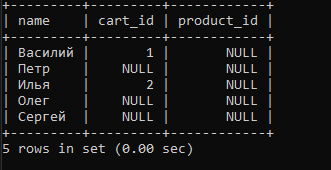 +---------+---------+------------+
| name    | cart_id | product_id |
+---------+---------+------------+
| Василий |       1 |       NULL |
| Петр    |    NULL |       NULL |
| Илья    |       2 |       NULL |
| Олег    |    NULL |       NULL |
| Сергей  |    NULL |       NULL |
+---------+---------+------------+
5 rows in set (0.00 sec)